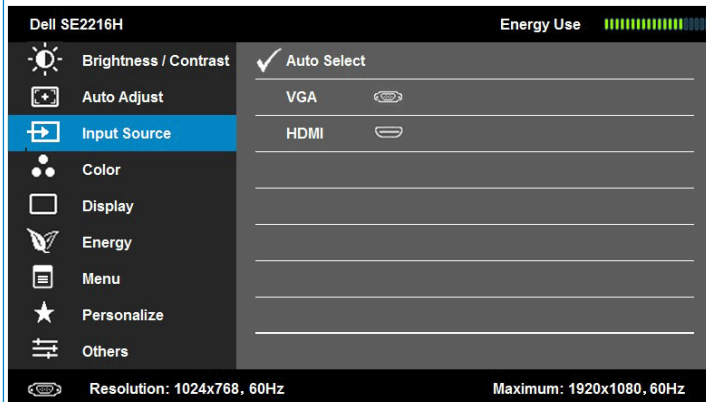 Dell SE2216H Energy Use
Brightness / Contrast Auto Select
Auto Adjust VGA
Input Source HDMI
Color
Display
Energy
Menu
Personalize
Others
Resolution: 1024x768, 60Hz Maximum: 1920x1080, 60Hz